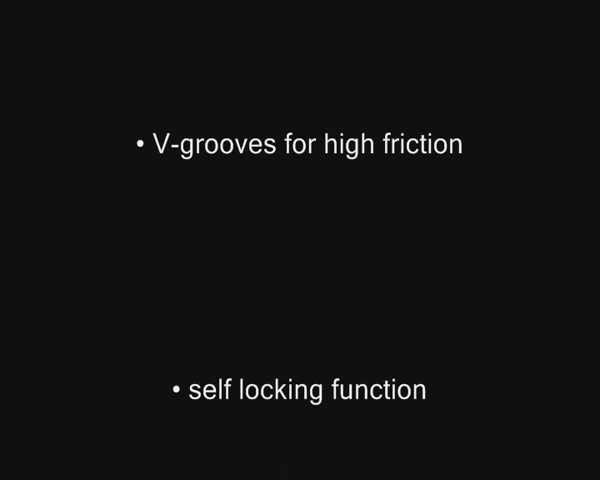 • V-grooves for high friction
• self locking function